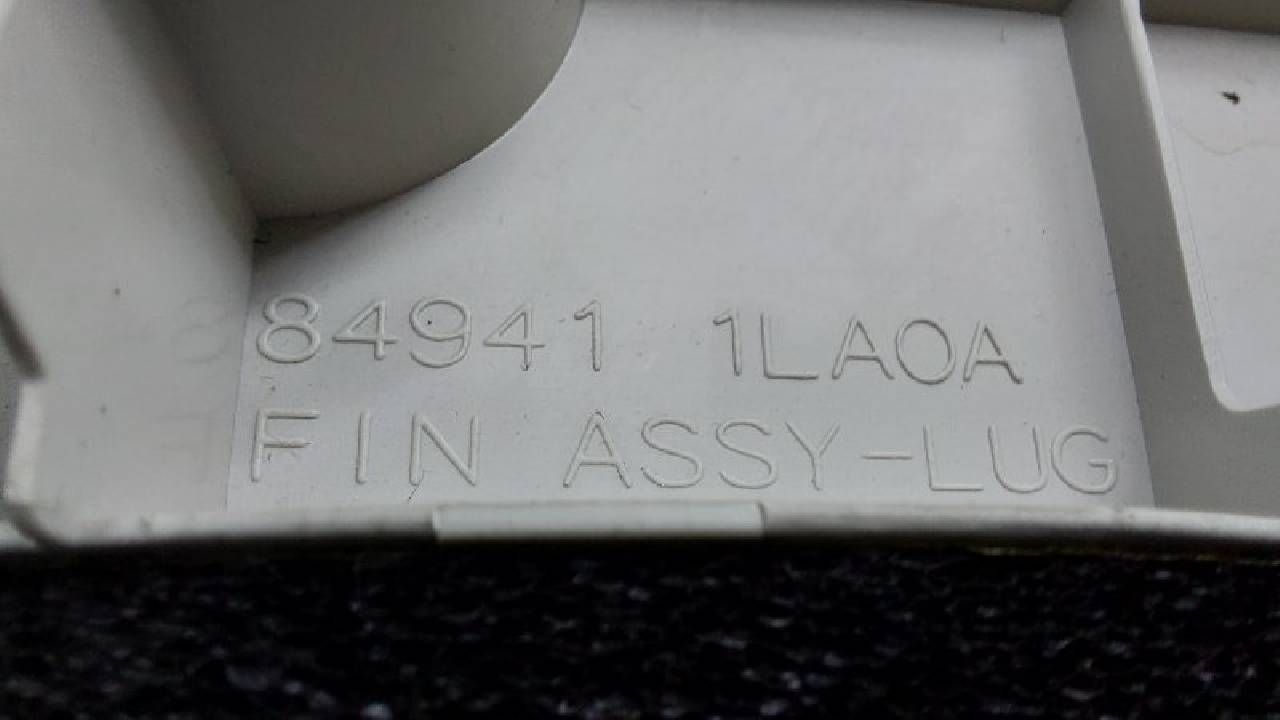 84941 1LA0A
FIN ASSY-LUG